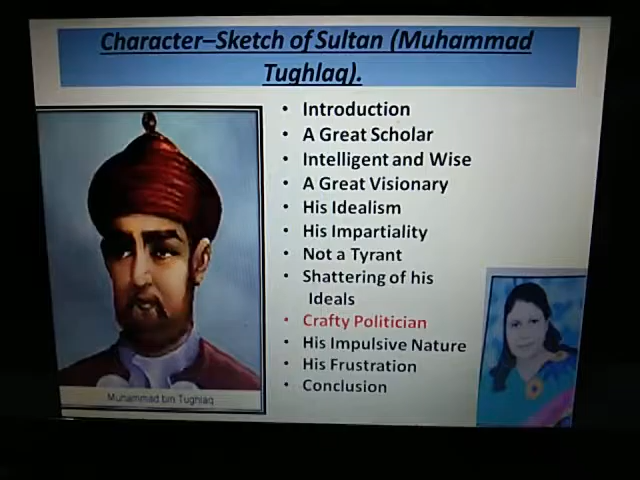 Character–Sketch of Sultan (Muhammad
Tughlaq).
• Introduction
• A Great Scholar
• Intelligent and Wise
• A Great Visionary
• His Idealism
• His Impartiality
• Not a Tyrant
• Shattering of his
Ideals
• Crafty Politician
• His Impulsive Nature
• His Frustration
• Conclusion
Muhammad bin Tughlaq